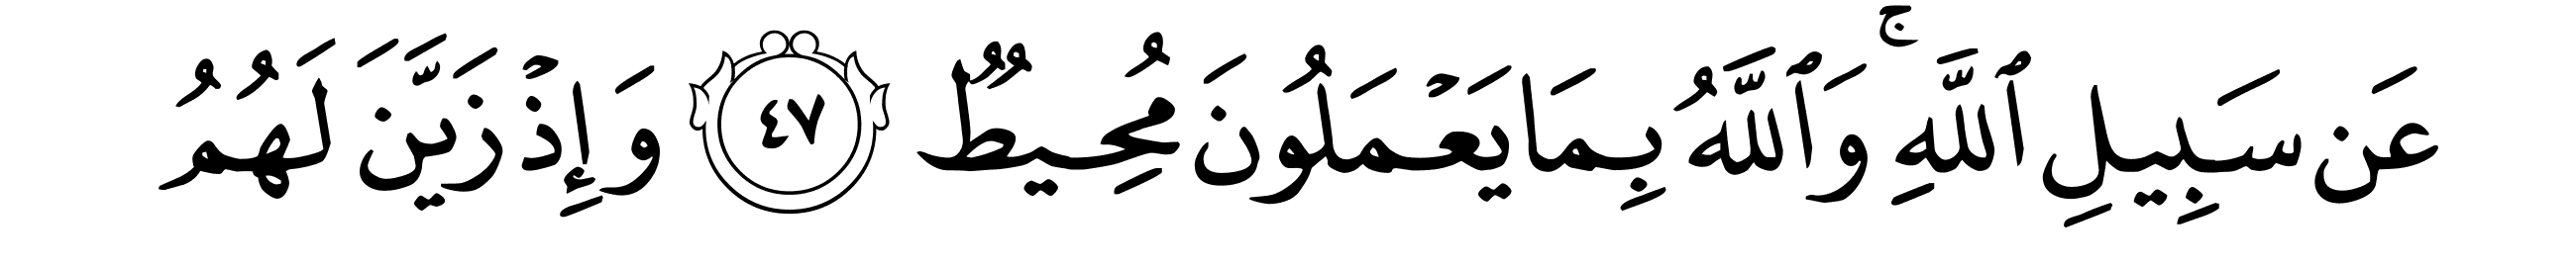 عَن سَبِيلِ ٱللَّهِۚ وَٱللَّهُ بِمَا يَعۡمَلُونَ مُحِيطٞ ٤٧ وَإِذۡ زَيَّنَ لَهُمُ